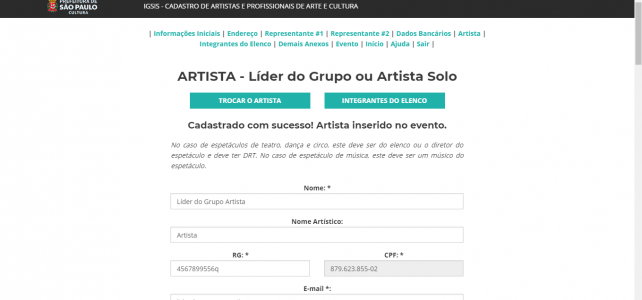 PREFEITURA DE
SÃO PAULO
CULTURA
IGSIS - CADASTRO DE ARTISTAS E PROFISSIONAIS DE ARTE E CULTURA
| Informações Iniciais | Endereço | Representante #1 | Representante #2 | Dados Bancários | Artista |
Integrantes do Elenco | Demais Anexos | Evento | Início | Ajuda | Sair |
ARTISTA - Líder do Grupo ou Artista Solo
TROCAR O ARTISTA
INTEGRANTES DO ELENCO
Cadastrado com sucesso! Artista inserido no evento.
No caso de espetáculos de teatro, dança e circo, este deve ser do elenco ou o diretor do
espetáculo e deve ter DRT. No caso de espetáculo de música, este deve ser um músico do
espetáculo.
Nome: *
Líder do Grupo Artista
Nome Artístico:
Artista
RG: *
CPF: *
4567899556q
879.623.855-02
E-mail *: